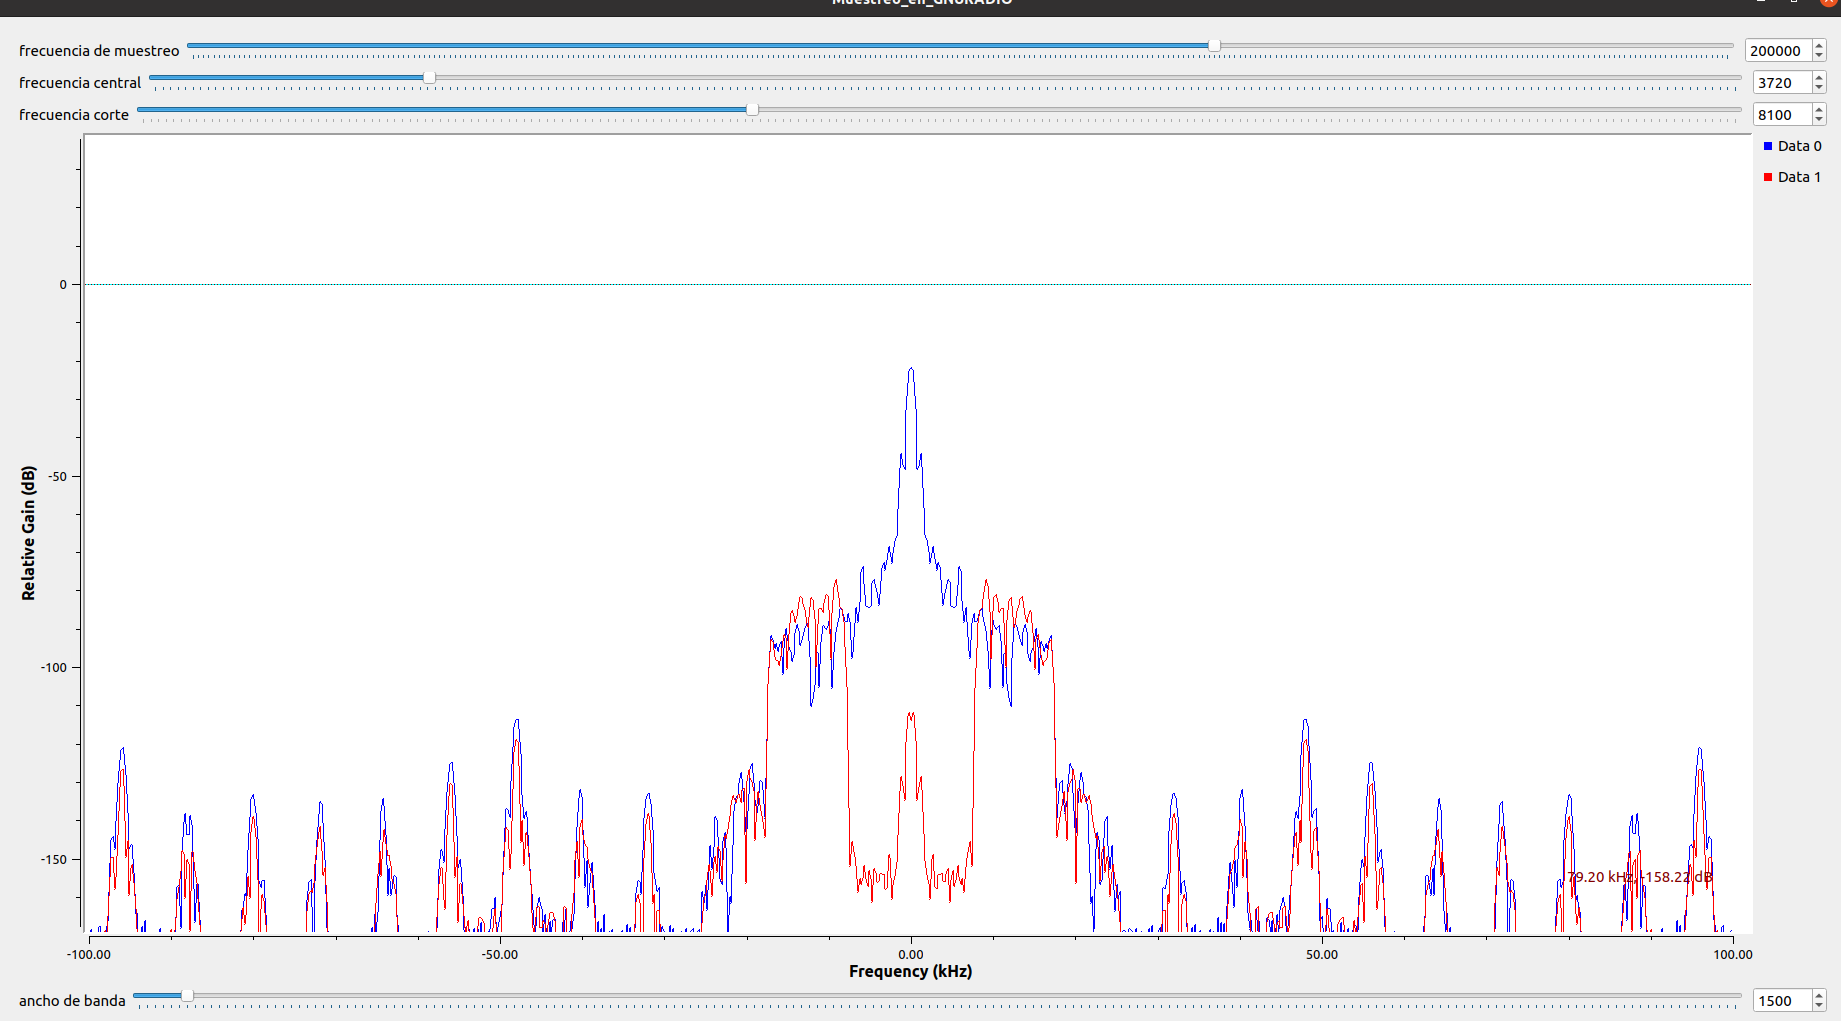 Muestreo_en_GNURADIO
frecuencia de muestreo 200000
frecuencia central 3720
frecuencia corte 8100
Data 0
Data 1
0
-50
-100
-150
Relative Gain (dB)
79.20 kHz, -158.22 dB
-100.00 -50.00 0.00 50.00 100.00
Frequency (kHz)
ancho de banda 1500